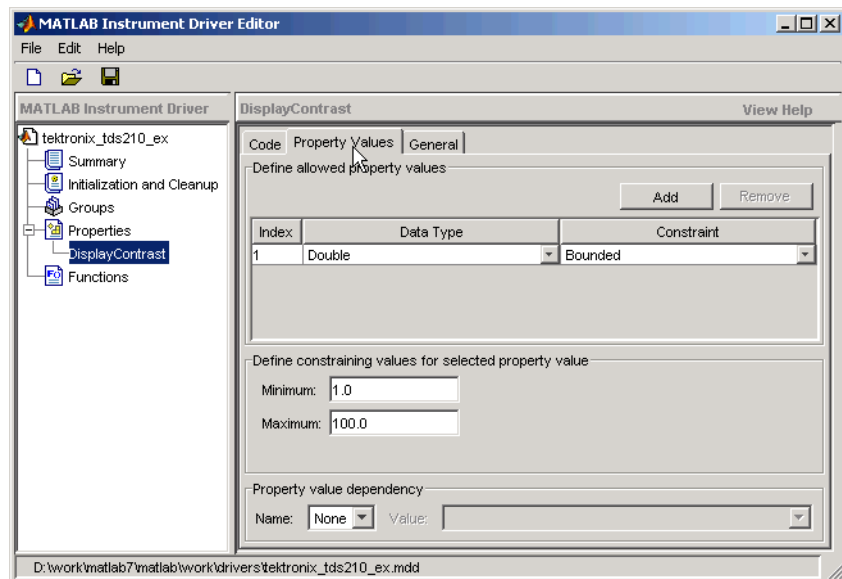 MATLAB Instrument Driver Editor
File Edit Help
MATLAB Instrument Driver
DisplayContrast View Help
tektronix_tds210_ex
Summary
Initialization and Cleanup
Groups
Properties
DisplayContrast
Functions
Code Property Values General
Define allowed property values
Add Remove
Index Data Type Constraint
1 Double Bounded
Define constraining values for selected property value
Minimum: 1.0
Maximum: 100.0
Property value dependency
Name: None Value:
D:\work\matlab7\matlab\work\drivers\tektronix_tds210_ex.mdd